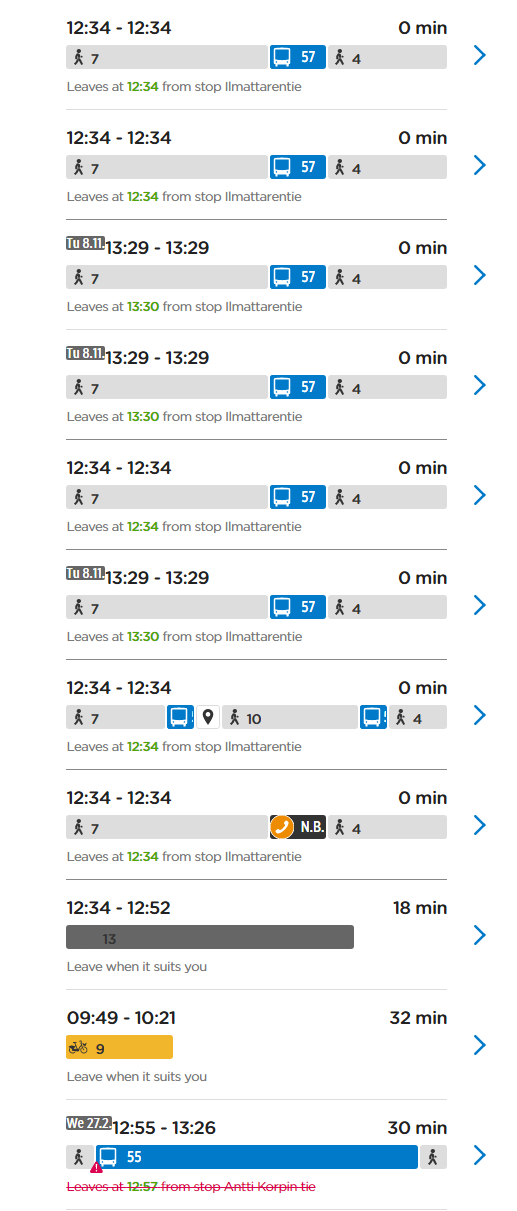 12:34 - 12:34 0 min
7 57 4
Leaves at 12:34 from stop Ilmattarentie
12:34 - 12:34 0 min
7 57 4
Leaves at 12:34 from stop Ilmattarentie
Tu 8.11. 13:29 - 13:29 0 min
7 57 4
Leaves at 13:30 from stop Ilmattarentie
Tu 8.11. 13:29 - 13:29 0 min
7 57 4
Leaves at 13:30 from stop Ilmattarentie
12:34 - 12:34 0 min
7 57 4
Leaves at 12:34 from stop Ilmattarentie
Tu 8.11. 13:29 - 13:29 0 min
7 57 4
Leaves at 13:30 from stop Ilmattarentie
12:34 - 12:34 0 min
7 10 4
Leaves at 12:34 from stop Ilmattarentie
12:34 - 12:34 0 min
7 N.B. 4
Leaves at 12:34 from stop Ilmattarentie
12:34 - 12:52 18 min
13
Leave when it suits you
09:49 - 10:21 32 min
9
Leave when it suits you
We 27.2. 12:55 - 13:26 30 min
55
Leaves at 12:57 from stop Antti Korpin tie